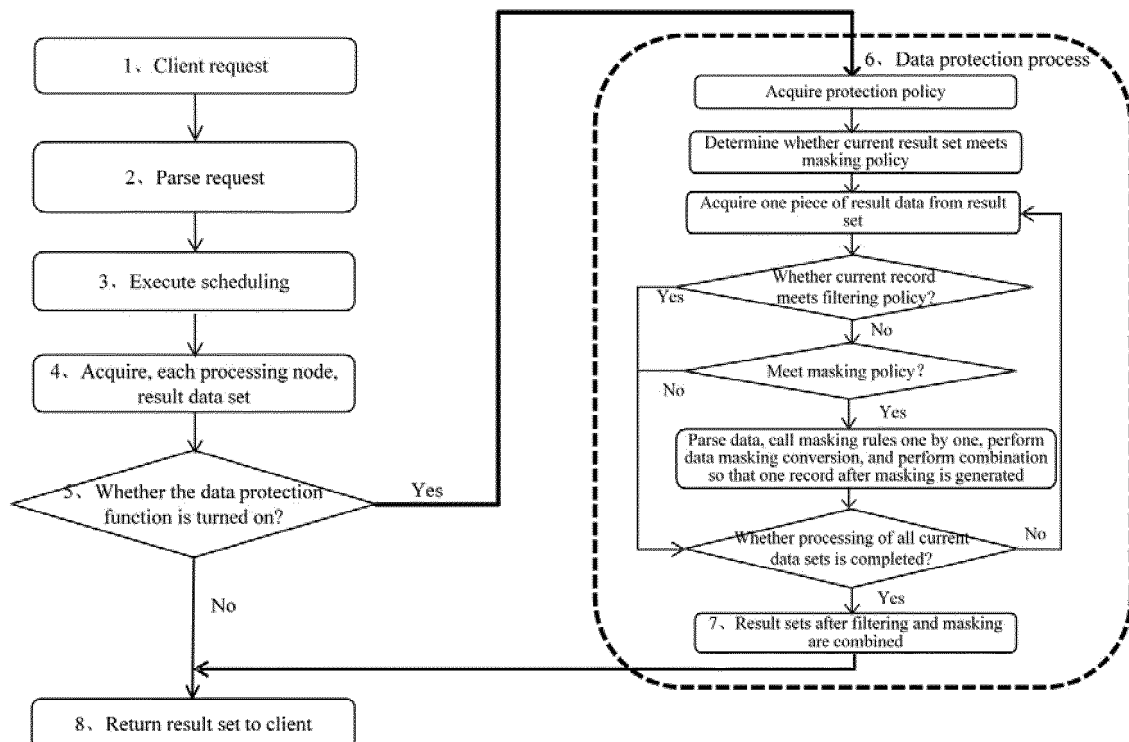 1、Client request
2、Parse request
3、Execute scheduling
4、Acquire, each processing node,
result data set
5、Whether the data protection
function is turned on?
Yes
No
8、Return result set to client
6、Data protection process
Acquire protection policy
Determine whether current result set meets
masking policy
Acquire one piece of result data from result
set
Whether current record
meets filtering policy?
Yes
No
Meet masking policy?
No
Yes
Parse data, call masking rules one by one, perform
data masking conversion, and perform combination
so that one record after masking is generated
Whether processing of all current
data sets is completed?
No
Yes
7、Result sets after filtering and masking
are combined